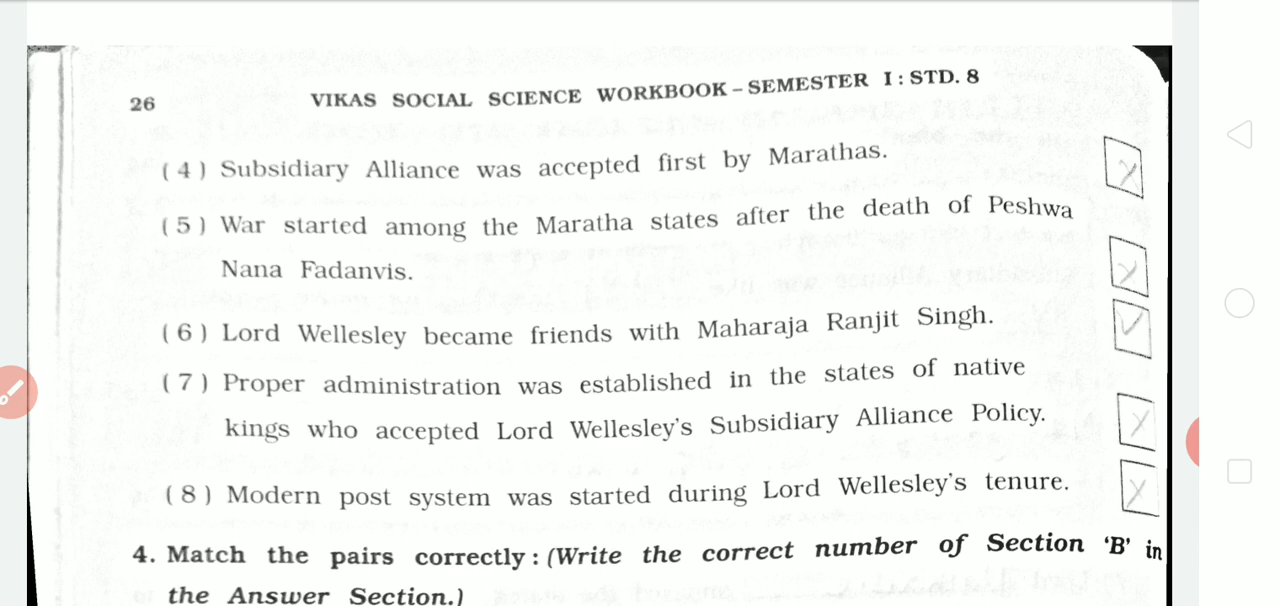 26 VIKAS SOCIAL SCIENCE WORKBOOK – SEMESTER I : STD. 8
( 4 ) Subsidiary Alliance was accepted first by Marathas. X
( 5 ) War started among the Maratha states after the death of Peshwa
Nana Fadanvis. X
( 6 ) Lord Wellesley became friends with Maharaja Ranjit Singh. ✓
( 7 ) Proper administration was established in the states of native
kings who accepted Lord Wellesley's Subsidiary Alliance Policy. X
( 8 ) Modern post system was started during Lord Wellesley's tenure. X
4. Match the pairs correctly : (Write the correct number of Section 'B' in
the Answer Section.)